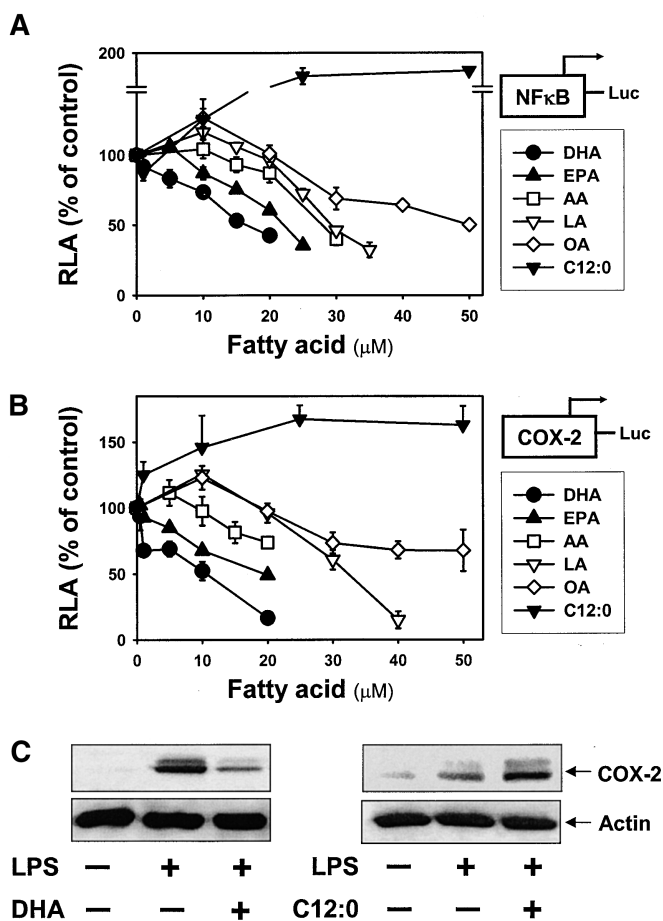 A
200
100
50
0
0 10 20 30 40 50
RLA (% of control)
Fatty acid (μM)
NFκB
Luc
DHA
EPA
AA
LA
OA
C12:0
B
150
100
50
0
0 10 20 30 40 50
RLA (% of control)
Fatty acid (μM)
COX-2
Luc
DHA
EPA
AA
LA
OA
C12:0
C
COX-2
Actin
LPS − + + LPS − + +
DHA − − + C12:0 − − +